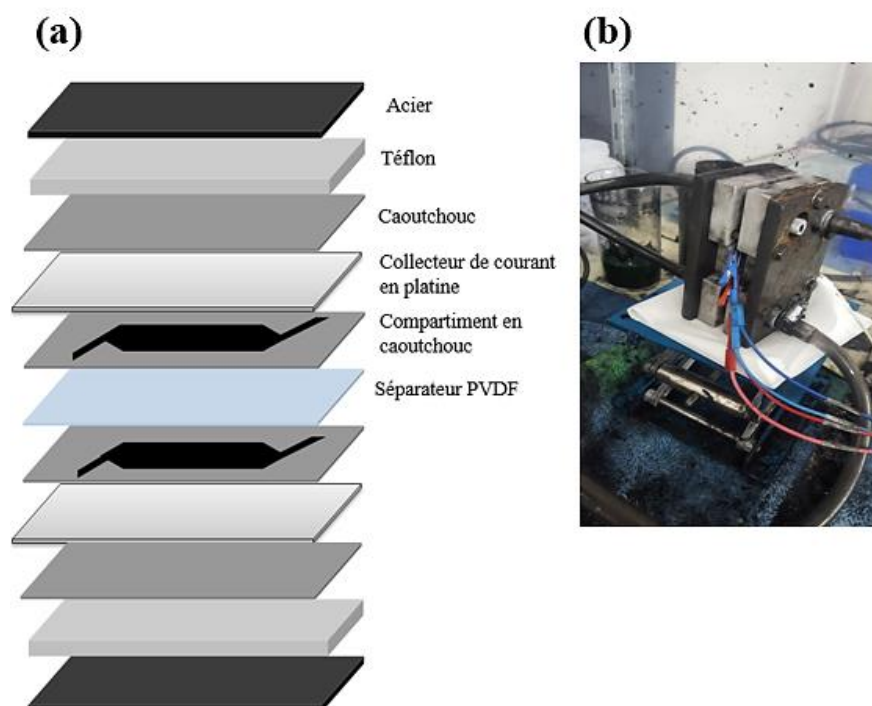 (a)
(b)
Acier
Téflon
Caoutchouc
Collecteur de courant
en platine
Compartiment en
caoutchouc
Séparateur PVDF